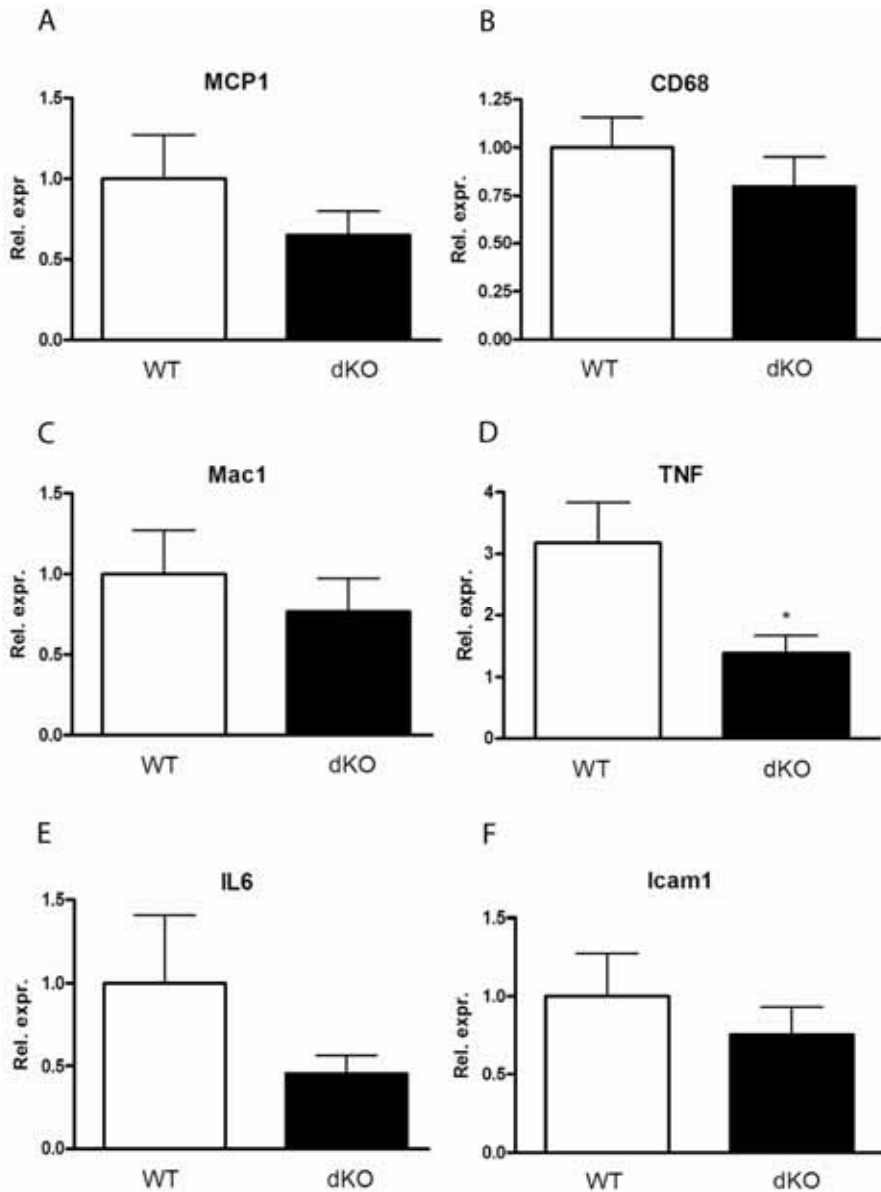 A
MCP1
1.5
1.0
0.5
0.0
Rel. expr
WT
dKO
B
CD68
1.25
1.00
0.75
0.50
0.25
0.00
Rel. expr.
WT
dKO
C
Mac1
1.5
1.0
0.5
0.0
Rel. expr.
WT
dKO
D
TNF
4
3
2
1
0
Rel. expr.
*
WT
dKO
E
IL6
1.5
1.0
0.5
0.0
Rel. expr.
WT
dKO
F
Icam1
1.5
1.0
0.5
0.0
Rel. expr.
WT
dKO